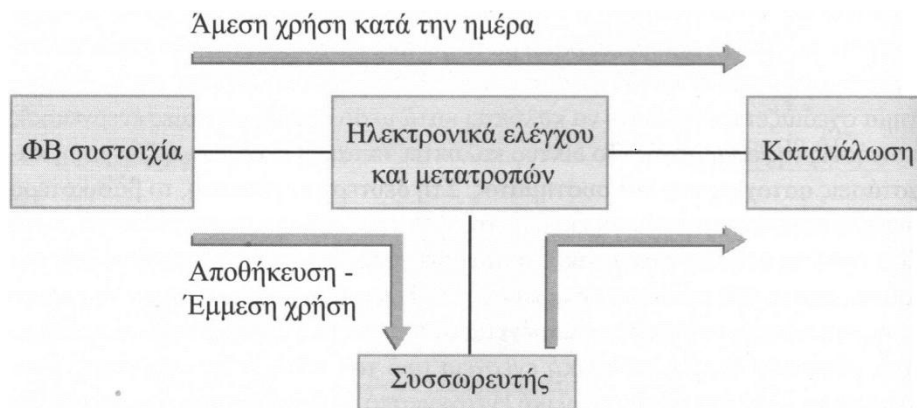 Άμεση χρήση κατά την ημέρα
ΦΒ συστοιχία
Ηλεκτρονικά ελέγχου
και μετατροπών
Κατανάλωση
Αποθήκευση -
Έμμεση χρήση
Συσσωρευτής